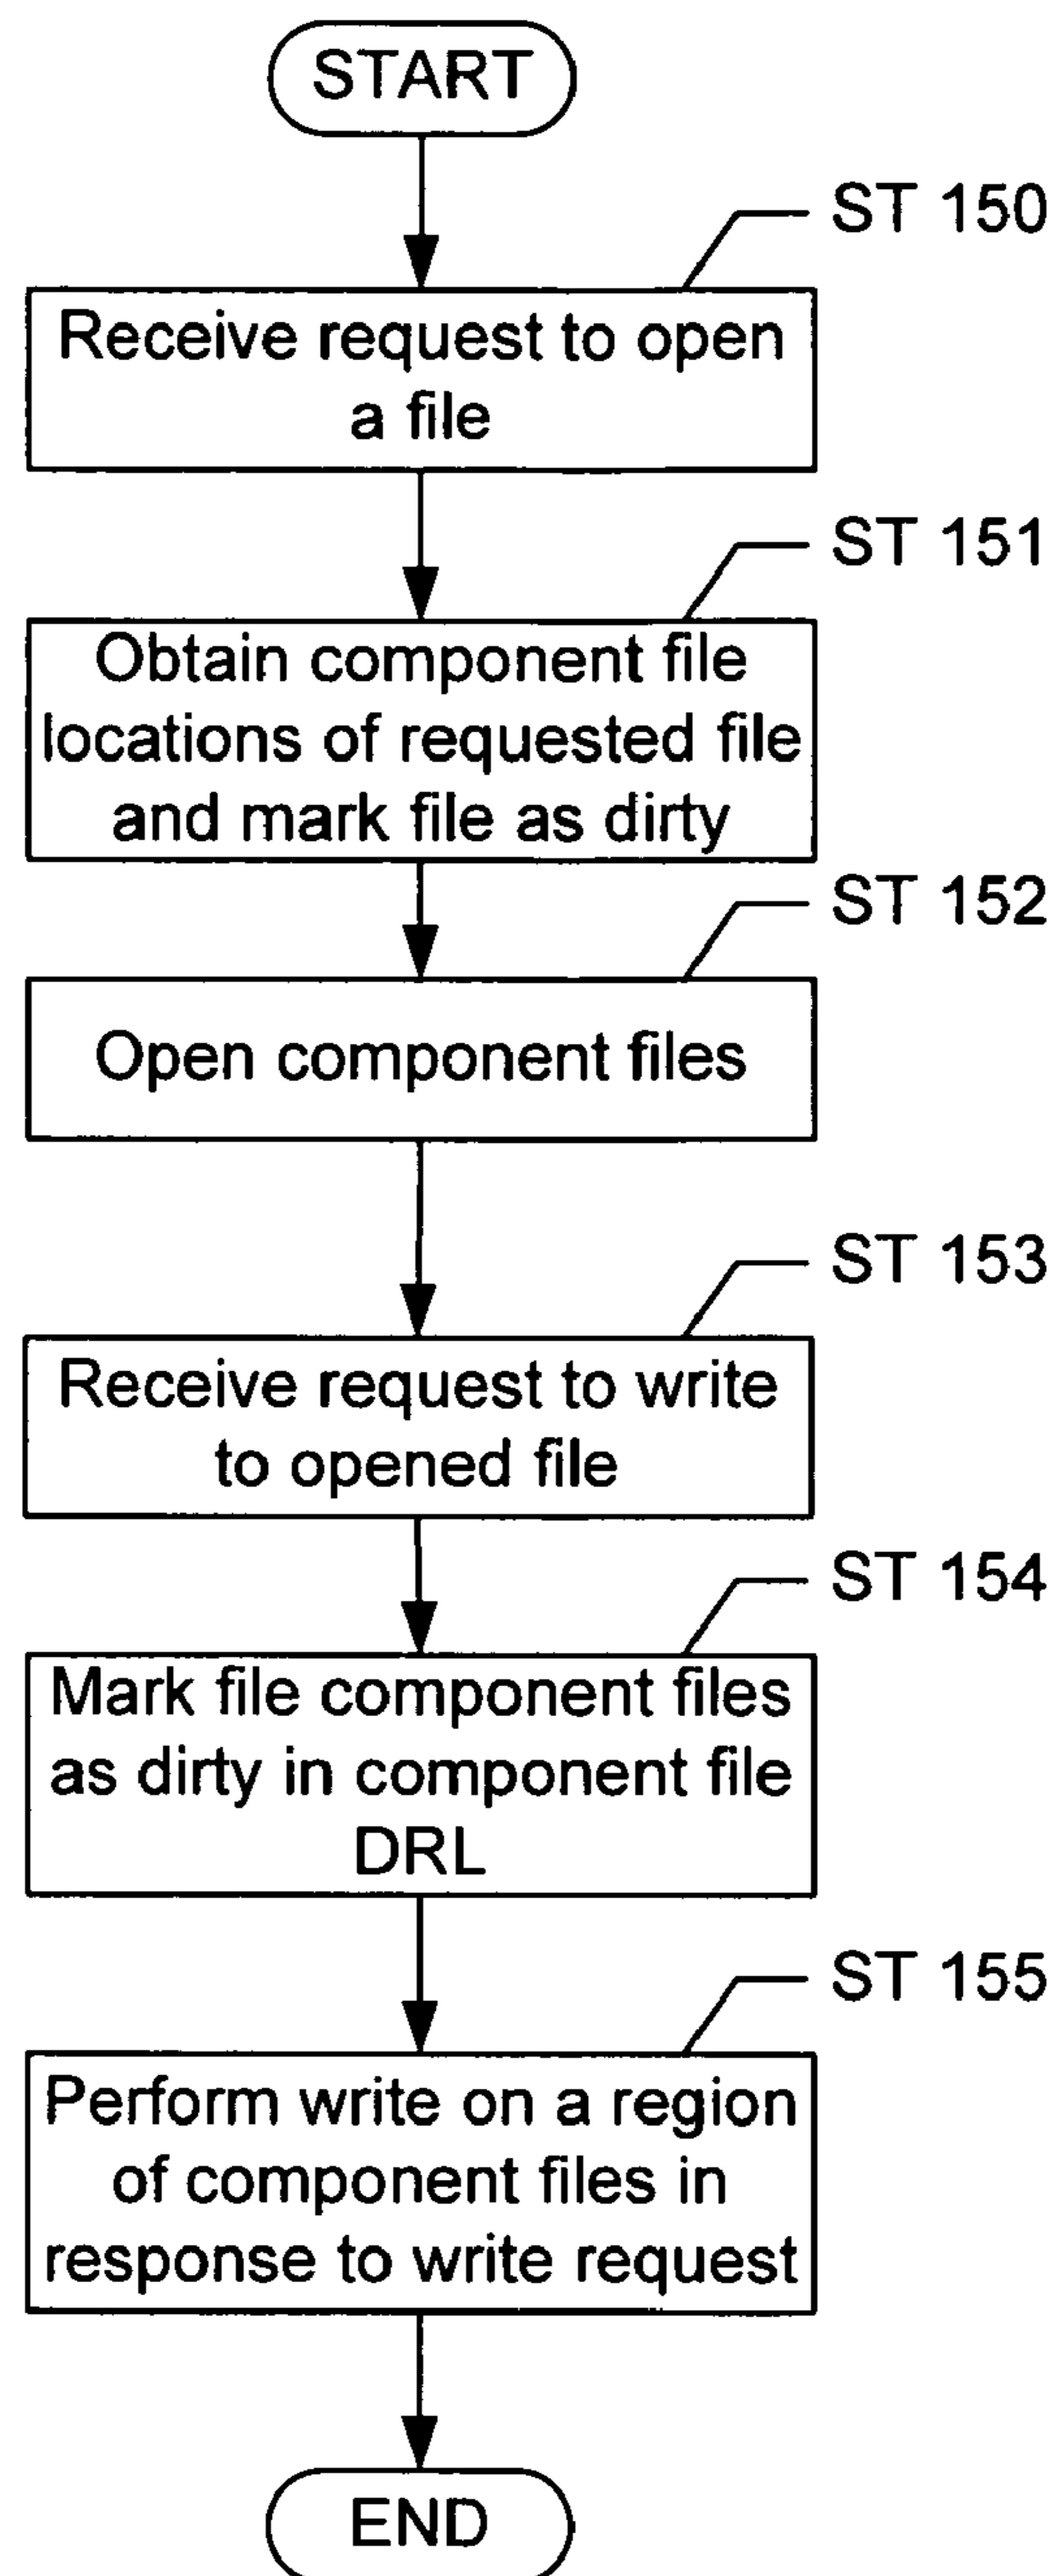 START
ST 150
Receive request to open
a file
ST 151
Obtain component file
locations of requested file
and mark file as dirty
ST 152
Open component files
ST 153
Receive request to write
to opened file
ST 154
Mark file component files
as dirty in component file
DRL
ST 155
Perform write on a region
of component files in
response to write request
END